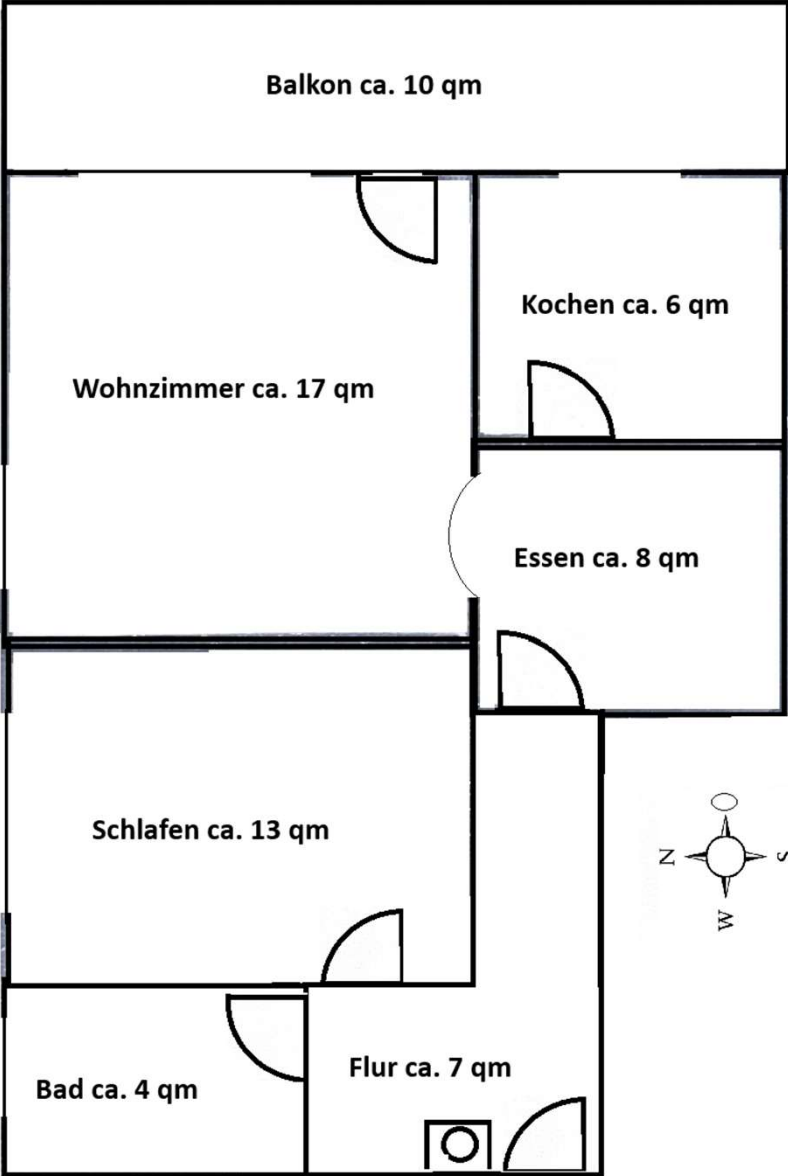 Balkon ca. 10 qm
Kochen ca. 6 qm
Wohnzimmer ca. 17 qm
Essen ca. 8 qm
Schlafen ca. 13 qm
O
N
S
W
Flur ca. 7 qm
Bad ca. 4 qm